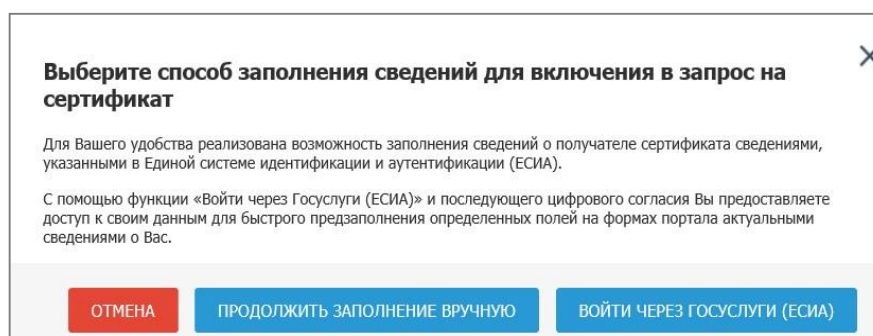 Выберите способ заполнения сведений для включения в запрос на
сертификат
Для Вашего удобства реализована возможность заполнения сведений о получателе сертификата сведениями,
указанными в Единой системе идентификации и аутентификации (ЕСИА).
С помощью функции «Войти через Госуслуги (ЕСИА)» и последующего цифрового согласия Вы предоставляете
доступ к своим данным для быстрого предзаполнения определенных полей на формах портала актуальными
сведениями о Вас.
ОТМЕНА
ПРОДОЛЖИТЬ ЗАПОЛНЕНИЕ ВРУЧНУЮ
ВОЙТИ ЧЕРЕЗ ГОСУСЛУГИ (ЕСИА)